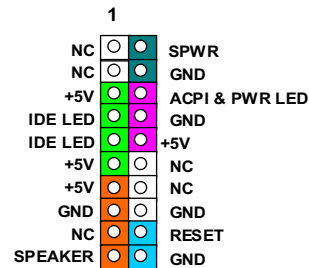 1
NC SPWR
NC GND
+5V ACPI & PWR LED
IDE LED GND
IDE LED +5V
+5V NC
+5V NC
GND GND
NC RESET
SPEAKER GND